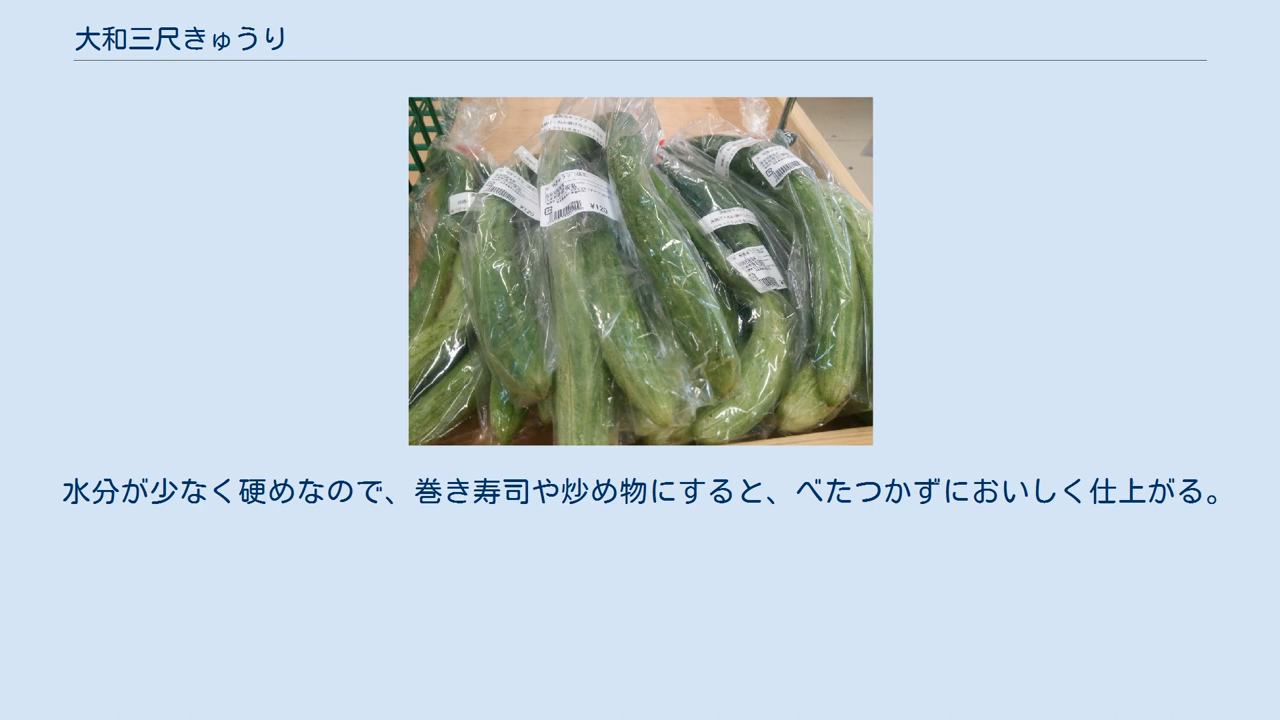 大和三尺きゅうり
¥120
水分が少なく硬めなので、巻き寿司や炒め物にすると、べたつかずにおいしく仕上がる。